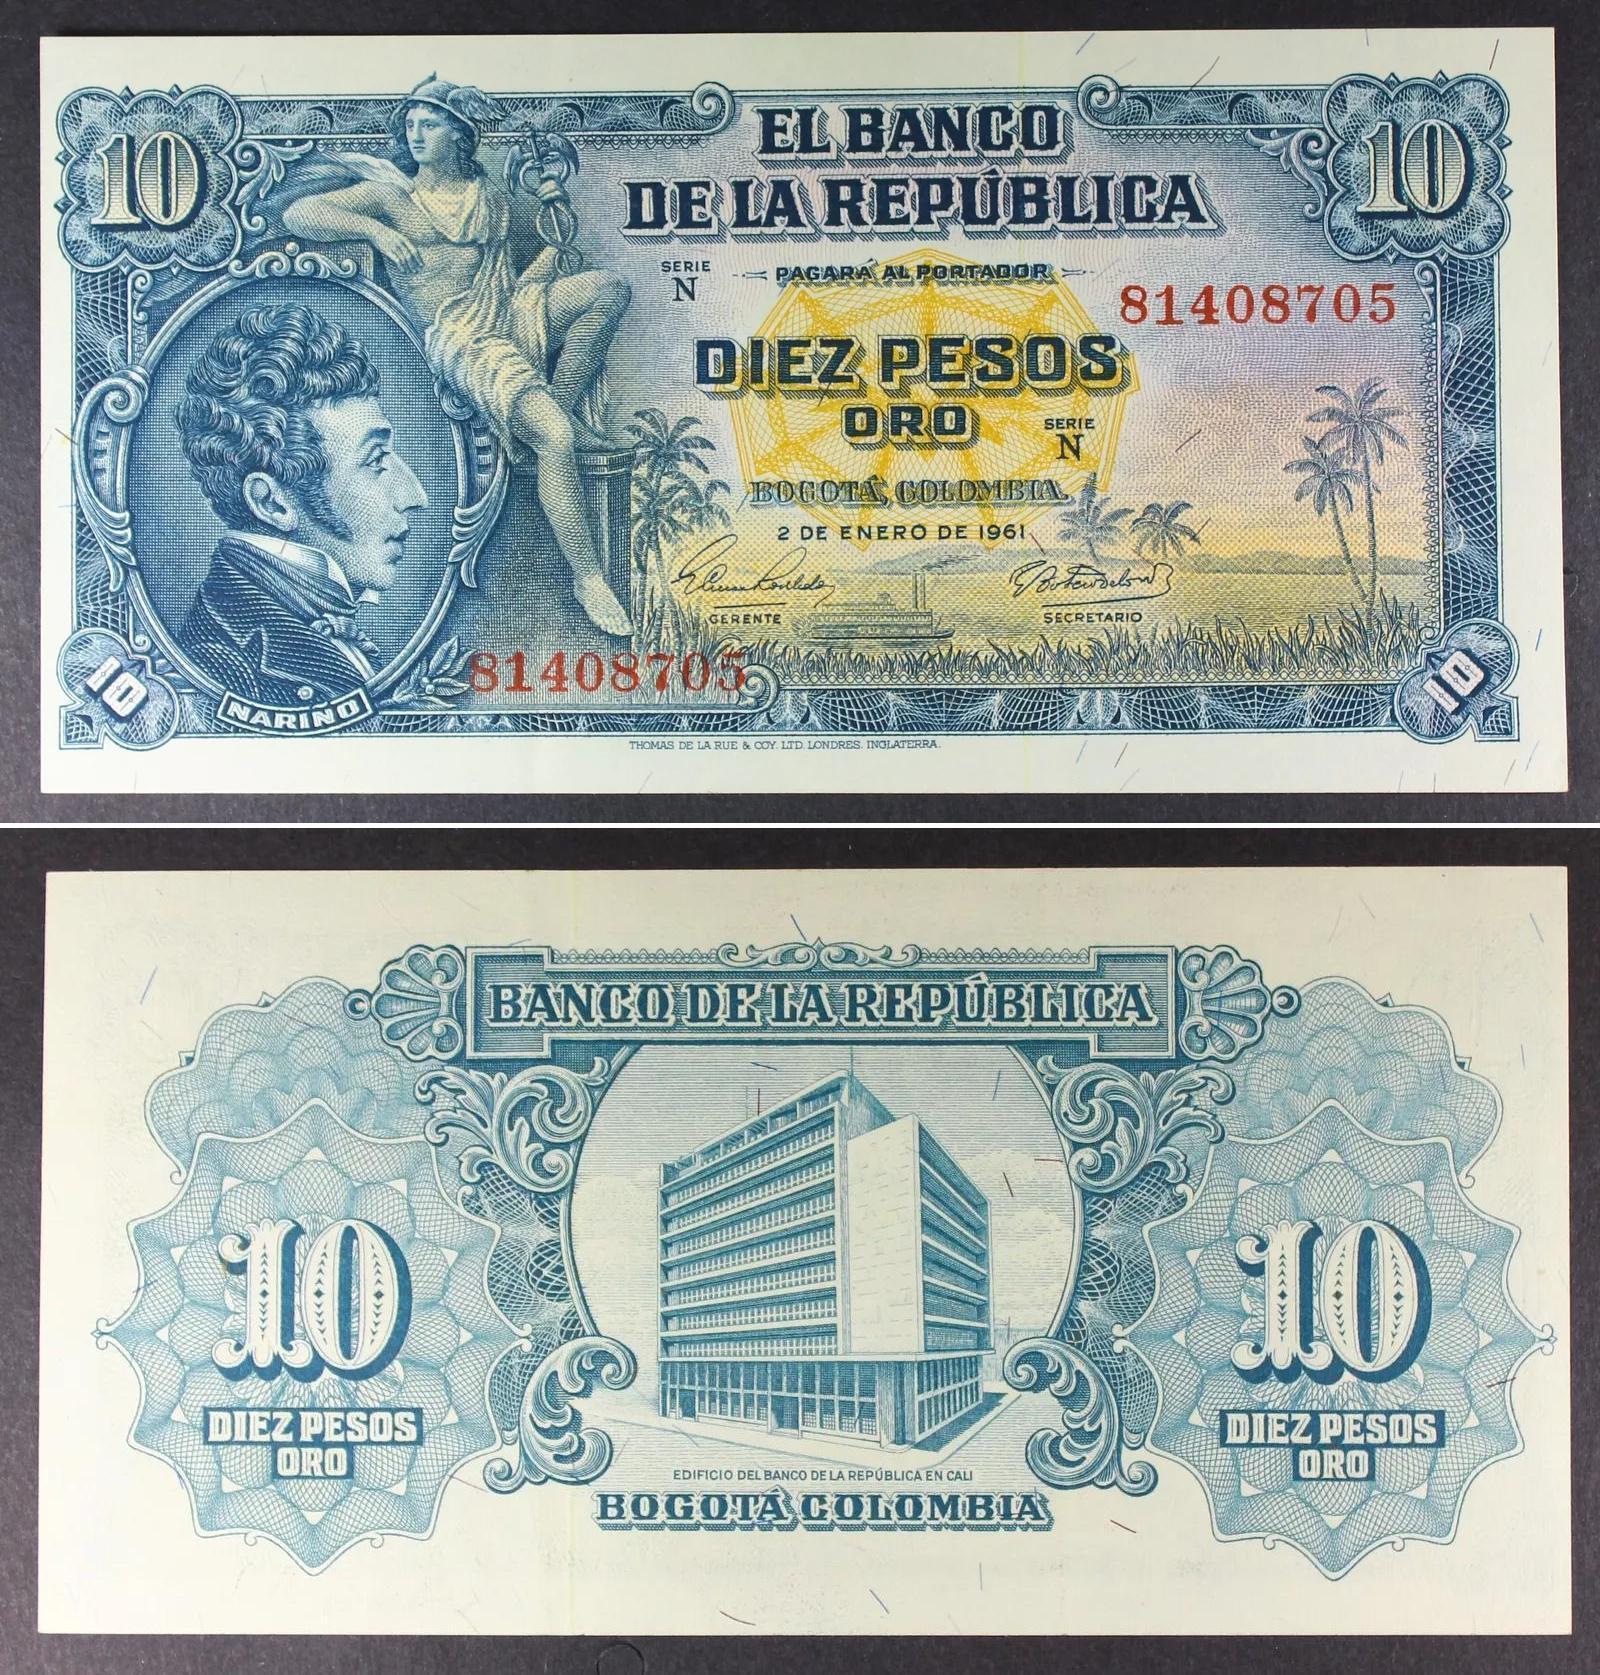 10
10
EL BANCO
DE LA REPÚBLICA
SERIE
N
PAGARÁ AL PORTADOR
81408705
DIEZ PESOS
ORO
SERIE
N
BOGOTÁ, COLOMBIA
2 DE ENERO DE 1961
GERENTE
SECRETARIO
81408705
10
NARIÑO
10
THOMAS DE LA RUE & COY. LTD. LONDRES. INGLATERRA.
BANCO DE LA REPÚBLICA
10
10
DIEZ PESOS
ORO
DIEZ PESOS
ORO
EDIFICIO DEL BANCO DE LA REPÚBLICA EN CALI
BOGOTÁ COLOMBIA